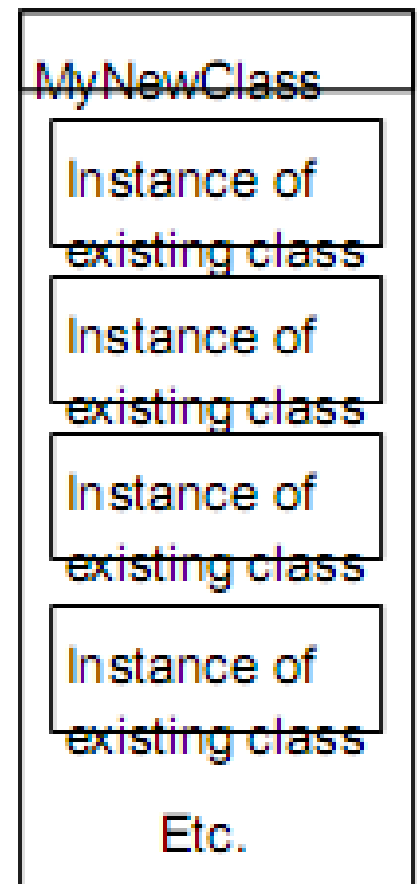 MyNewClass
Instance of
existing class
Instance of
existing class
Instance of
existing class
Instance of
existing class
Etc.